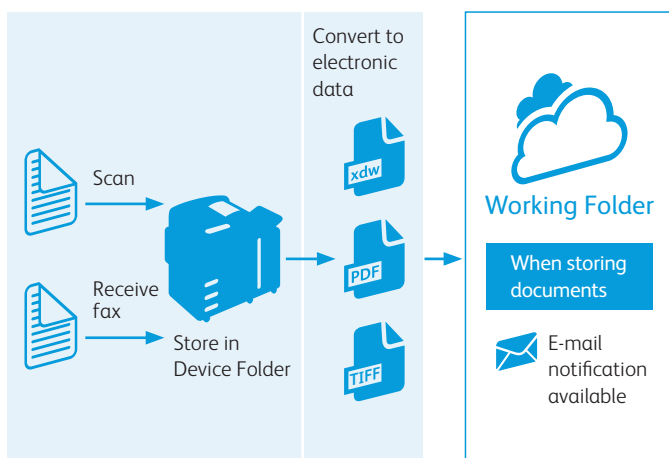 Scan
Receive
fax
Store in
Device Folder
Convert to
electronic
data
xdw
PDF
TIFF
Working Folder
When storing
documents
E-mail
notification
available